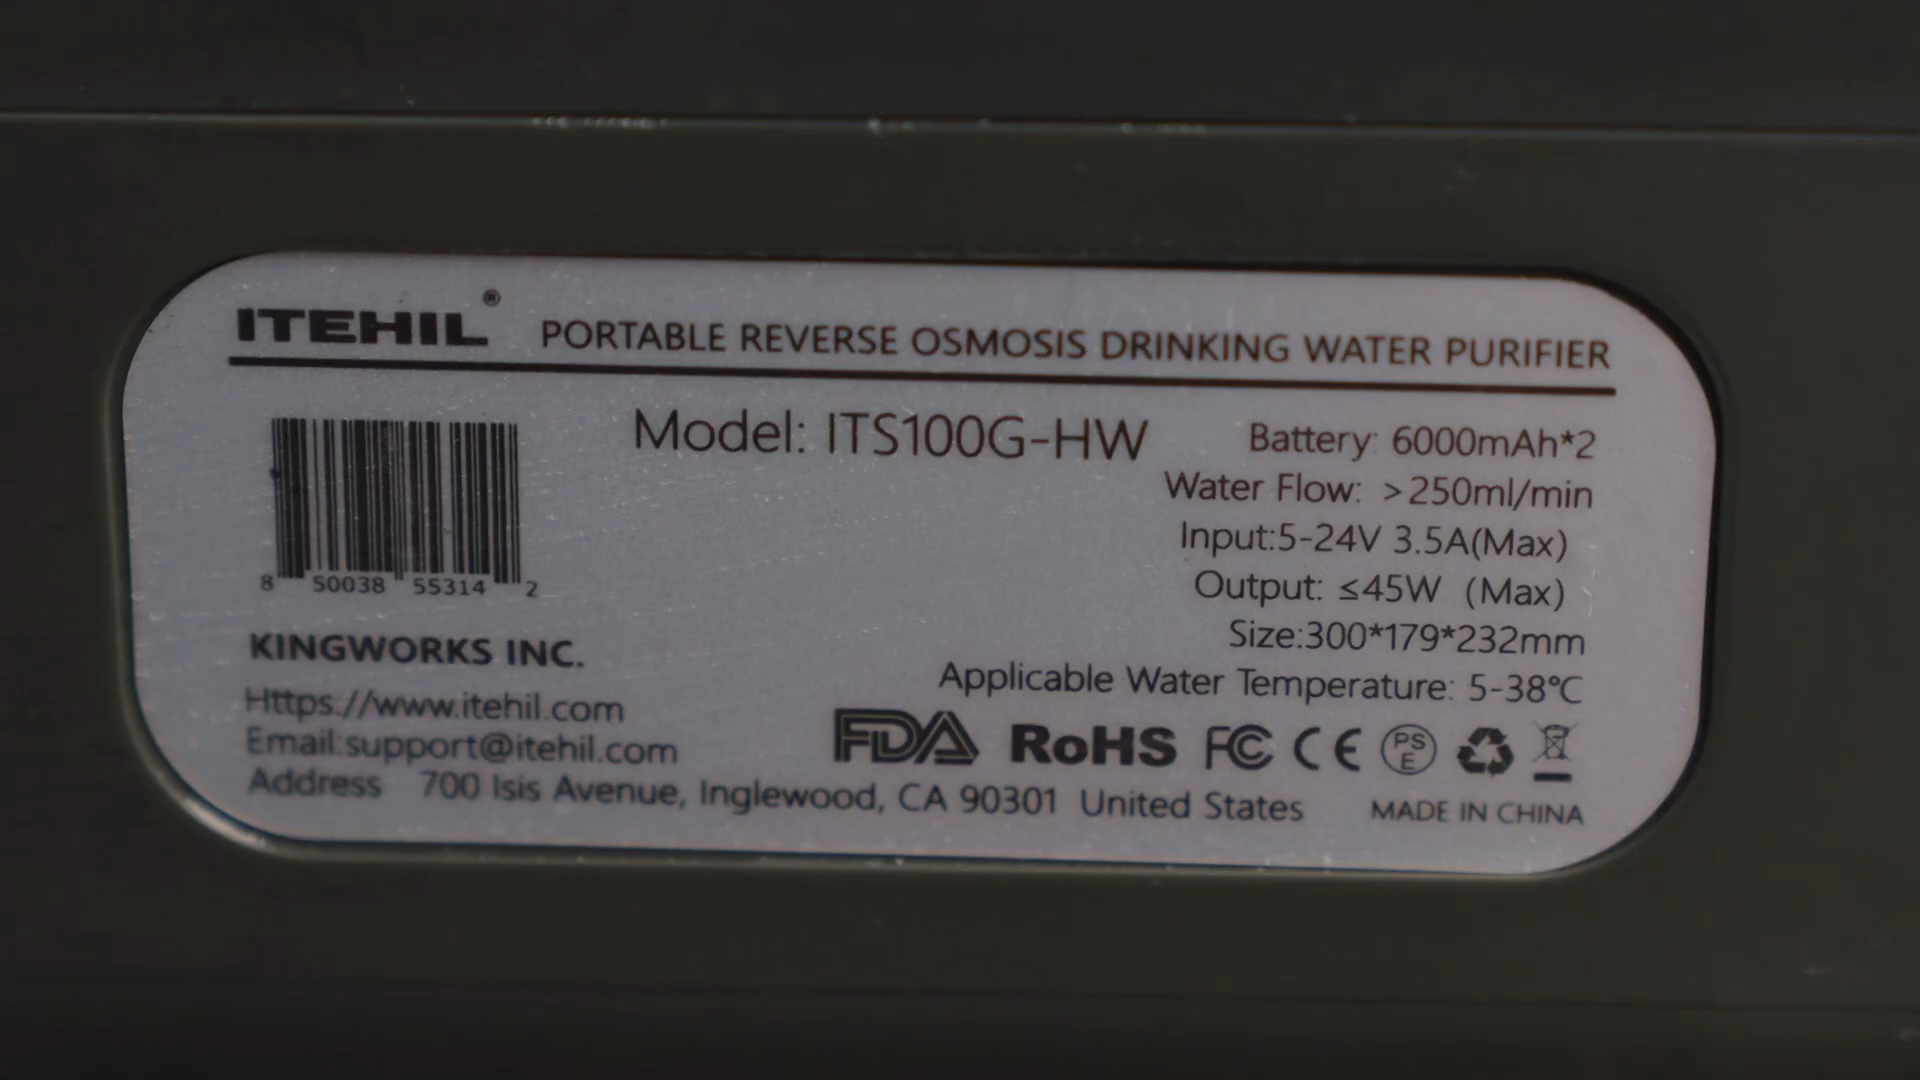 ITEHIL® PORTABLE REVERSE OSMOSIS DRINKING WATER PURIFIER
Model: ITS100G-HW
Battery: 6000mAh*2
Water Flow: >250ml/min
Input:5-24V 3.5A(Max)
Output: ≤45W (Max)
Size:300*179*232mm
Applicable Water Temperature: 5-38℃
8 50038 55314 2
KINGWORKS INC.
Https://www.itehil.com
Email:support@itehil.com
Address 700 Isis Avenue, Inglewood, CA 90301 United States
FDA RoHS FC CE PSE
MADE IN CHINA